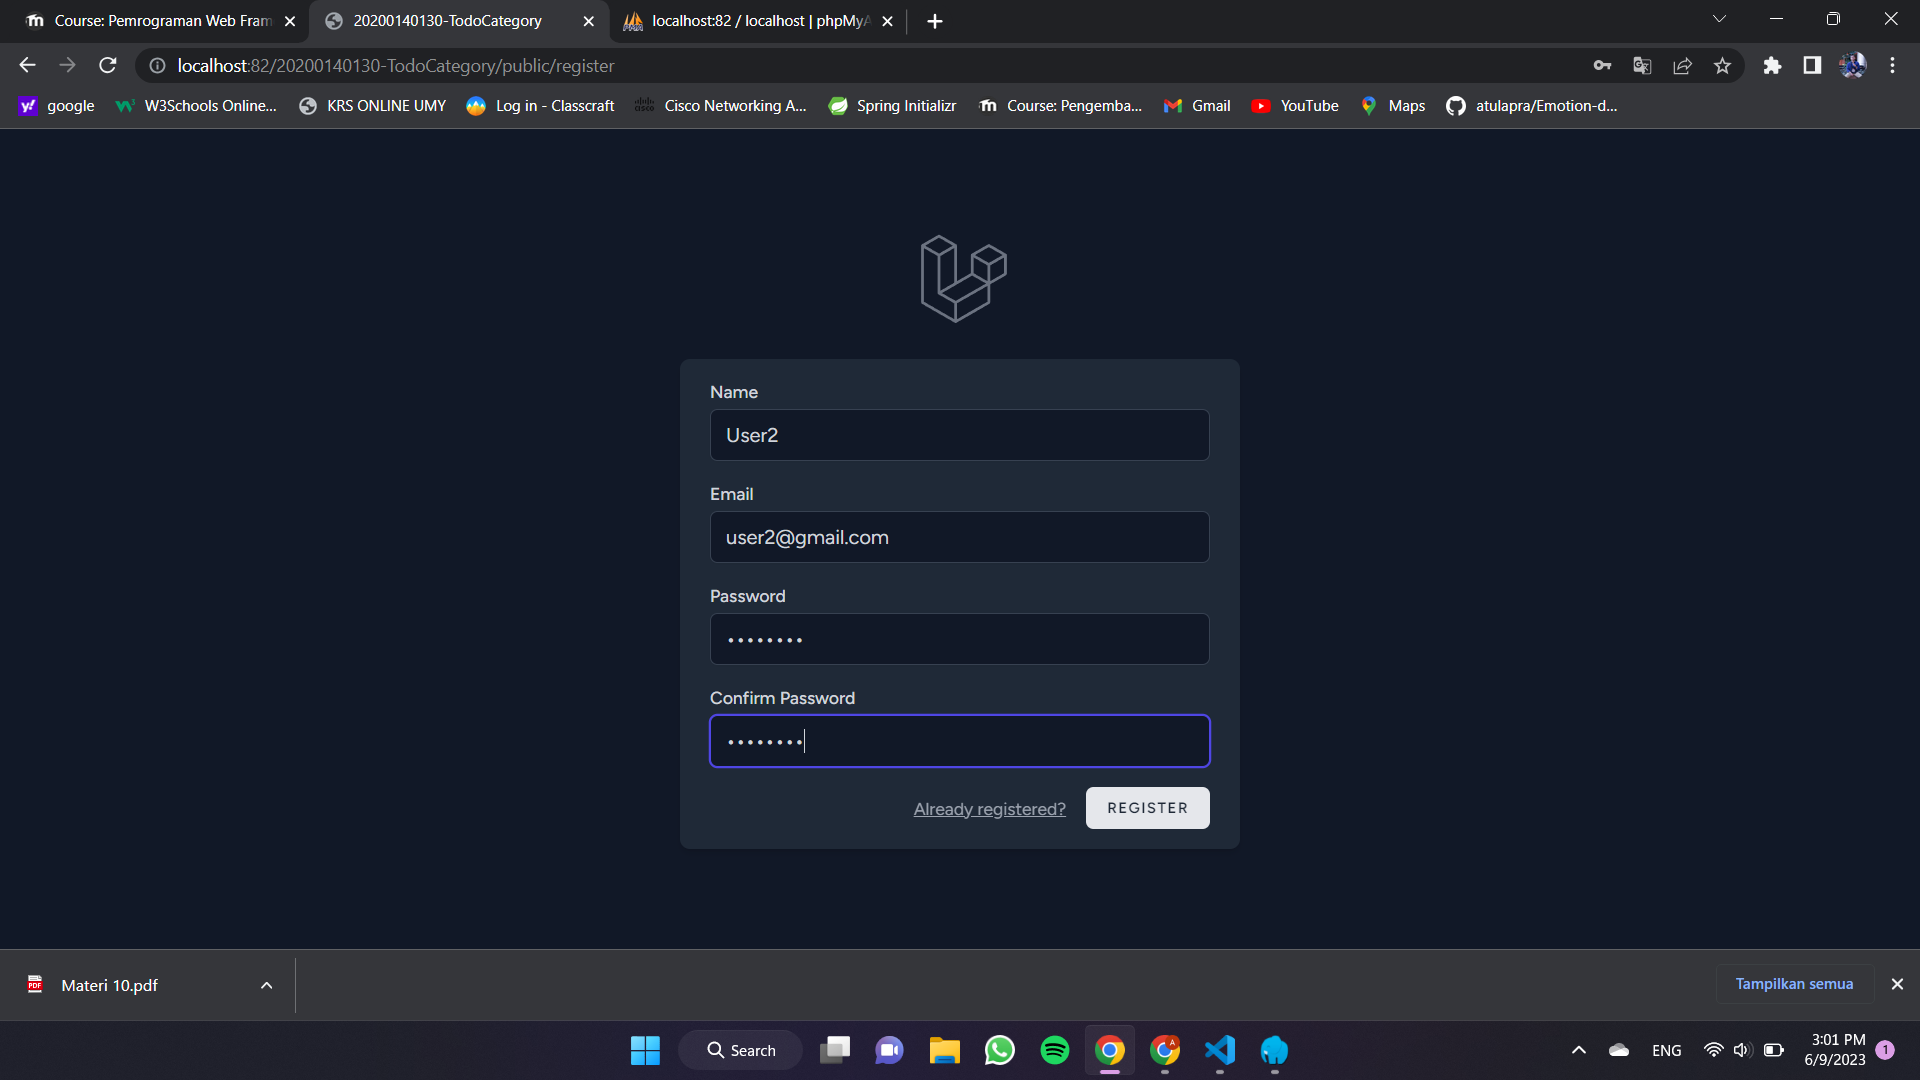 Course: Pemrograman Web Fram
20200140130-TodoCategory
localhost:82 / localhost | phpMyA
localhost:82/20200140130-TodoCategory/public/register
google
W3Schools Online...
KRS ONLINE UMY
Log in - Classcraft
Cisco Networking A...
Spring Initializr
Course: Pengemba...
Gmail
YouTube
Maps
atulapra/Emotion-d...
Name
User2
Email
user2@gmail.com
Password
Confirm Password
Already registered?
REGISTER
Materi 10.pdf
Tampilkan semua
Search
ENG
3:01 PM
6/9/2023
1